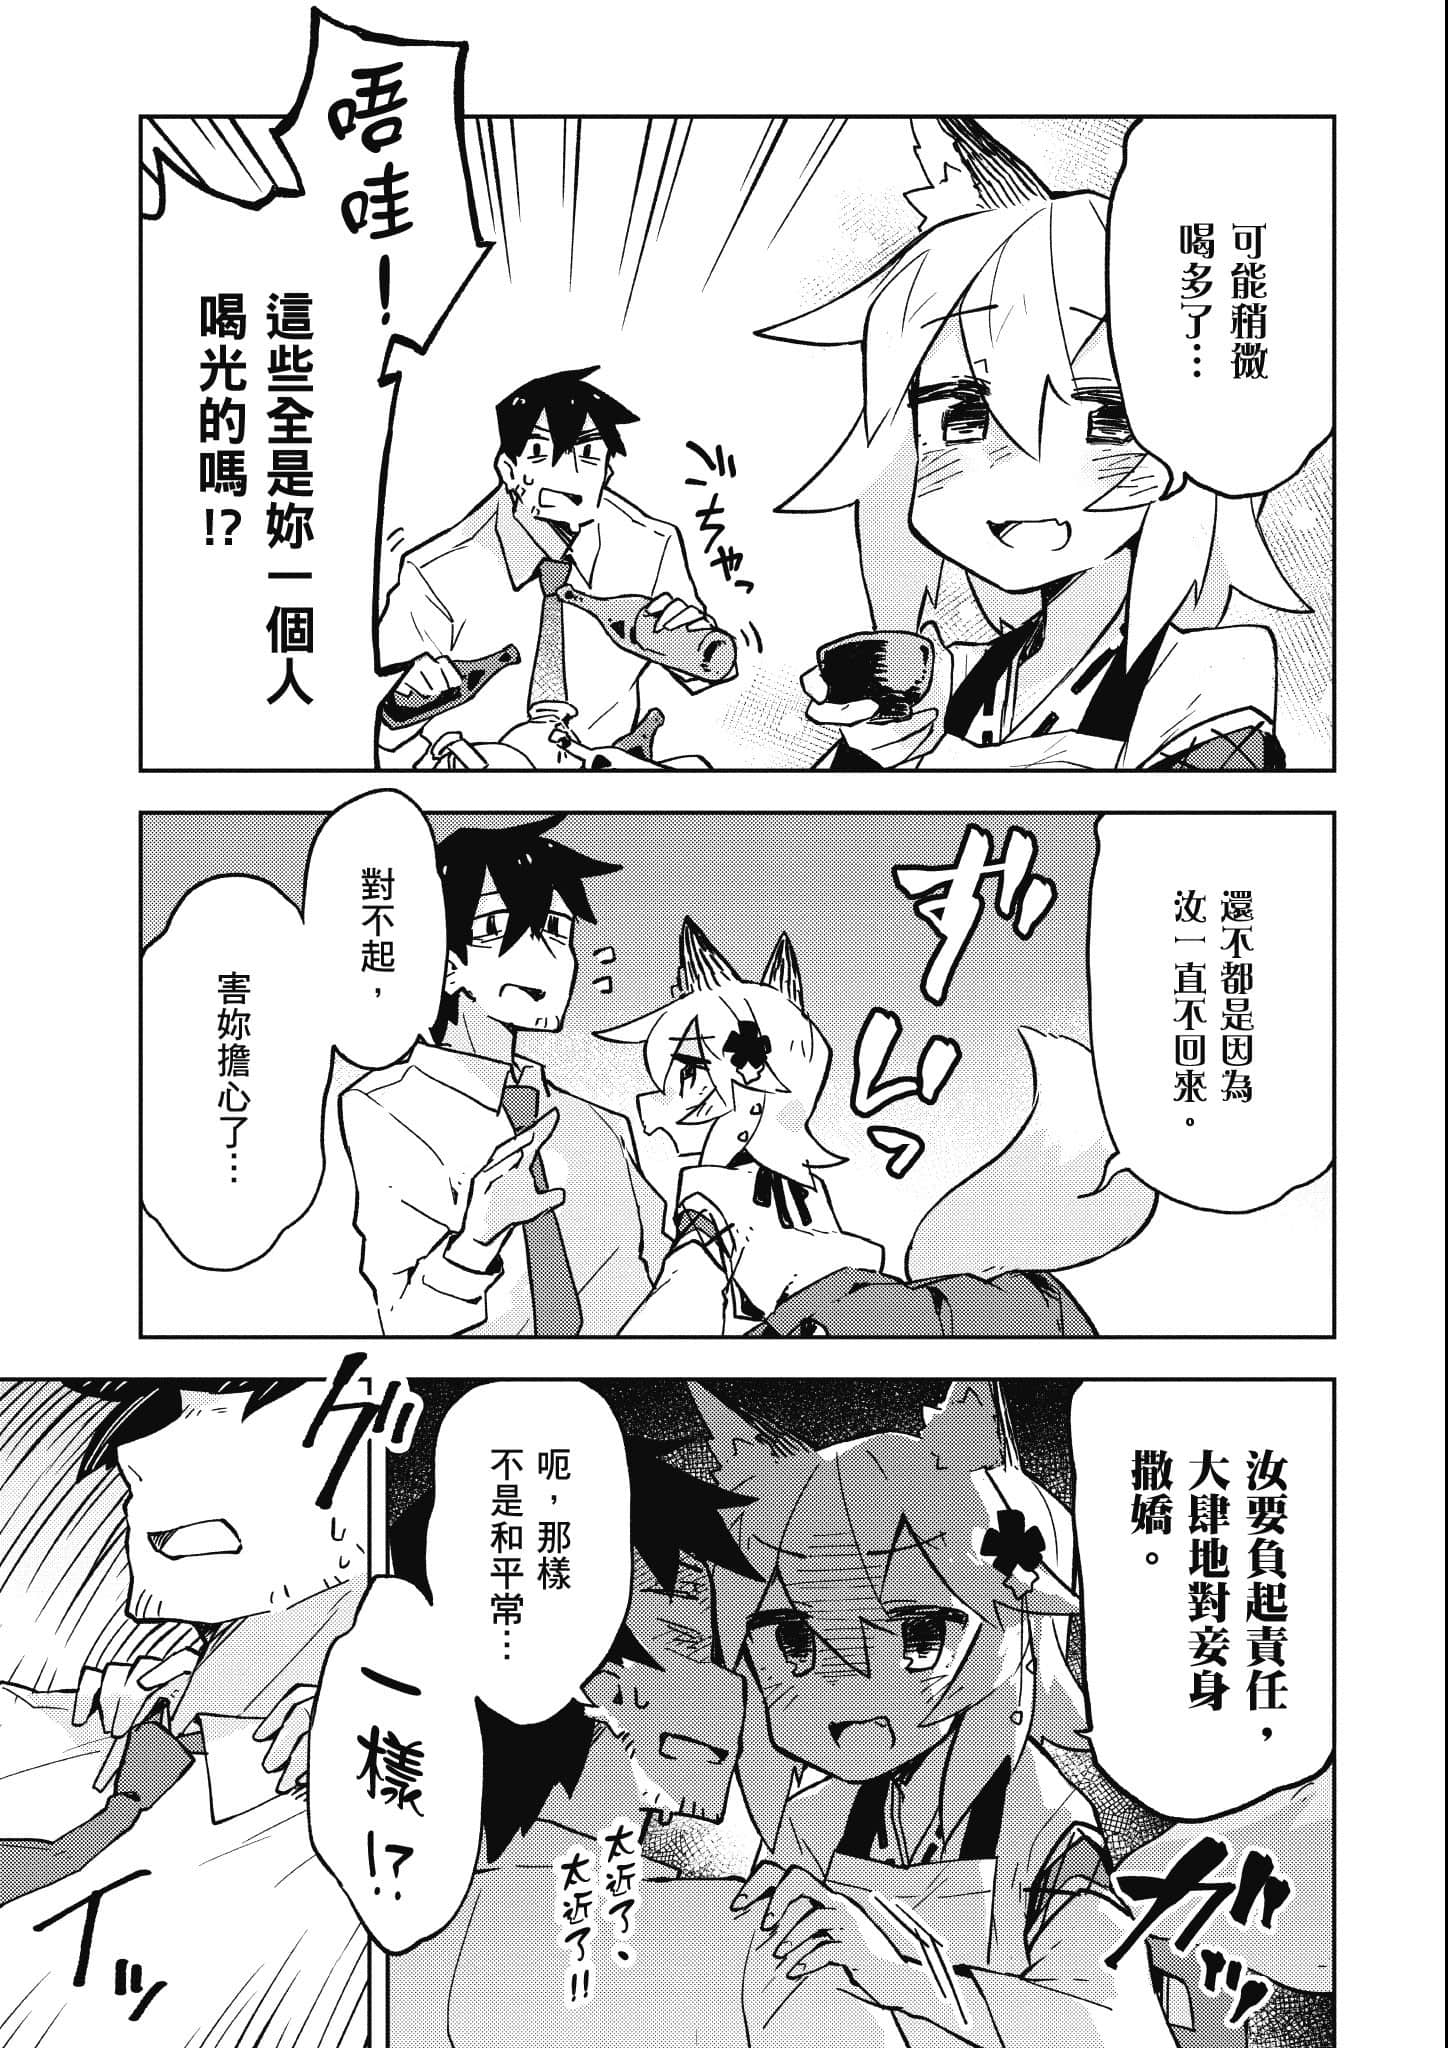 可能稍微
喝多了…
唔哇！
這些全是妳一個人
喝光的嗎!?
ちゃっ
還不都是因為
汝一直不回來。
ずいっ
對不起，
害妳擔心了…
汝要負起責任，
大肆地對妾身
撒嬌。
ガッ
呃，那樣
不是和平常…
一樣!?
太近了、
太近了!!
グッ
イッ